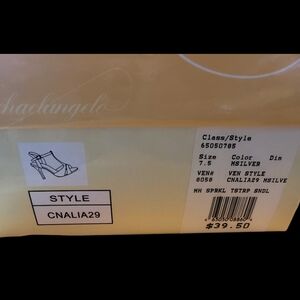 Class/Style
65050785
Size Color Dim
7.5 MSILVER
VEN# VEN STYLE
8058 CNALIA29 MSILVE
MH SPRKL TSTRP SNDL
$39.50
STYLE
CNALIA29